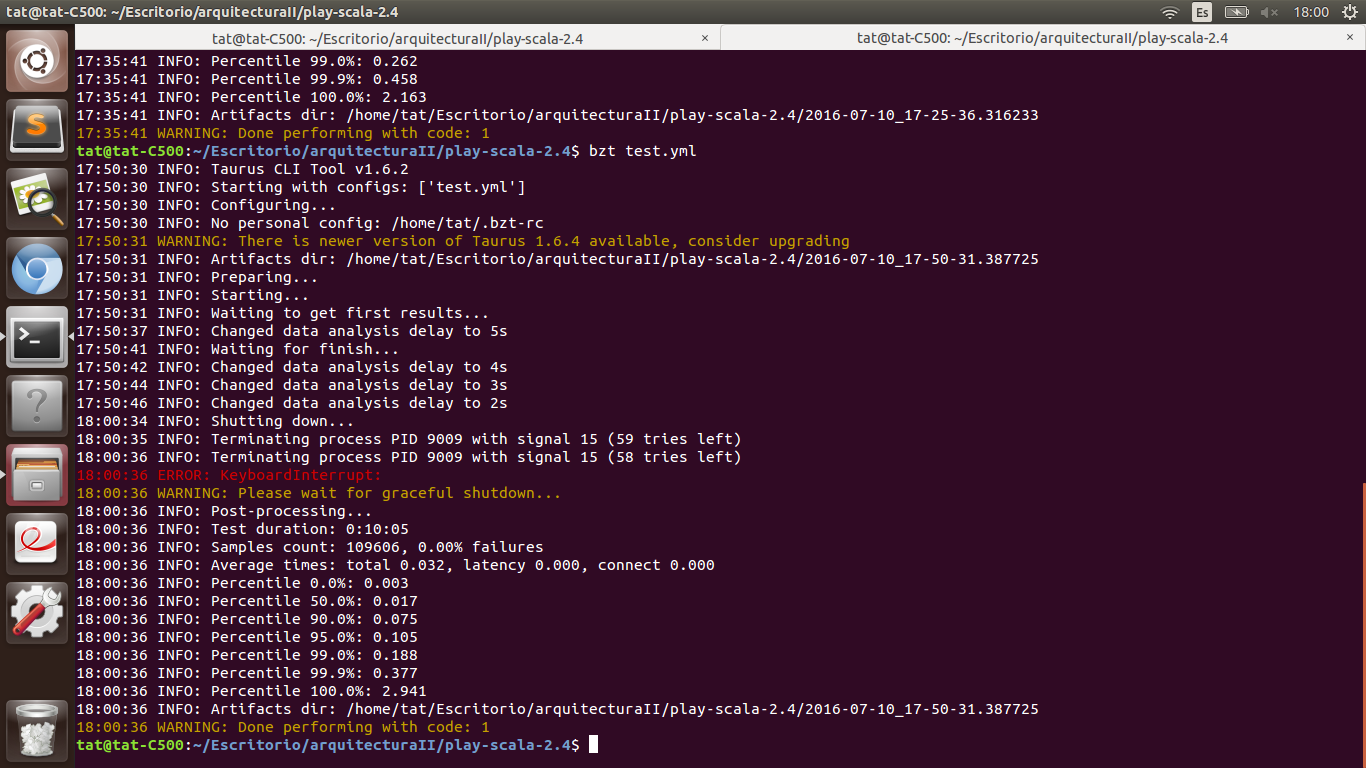 tat@tat-C500: ~/Escritorio/arquitecturaII/play-scala-2.4
Es
18:00
tat@tat-C500: ~/Escritorio/arquitecturaII/play-scala-2.4 ×
tat@tat-C500: ~/Escritorio/arquitecturaII/play-scala-2.4 ×
17:35:41 INFO: Percentile 99.0%: 0.262
17:35:41 INFO: Percentile 99.9%: 0.458
17:35:41 INFO: Percentile 100.0%: 2.163
17:35:41 INFO: Artifacts dir: /home/tat/Escritorio/arquitecturaII/play-scala-2.4/2016-07-10_17-25-36.316233
17:35:41 WARNING: Done performing with code: 1
tat@tat-C500:~/Escritorio/arquitecturaII/play-scala-2.4$ bzt test.yml
17:50:30 INFO: Taurus CLI Tool v1.6.2
17:50:30 INFO: Starting with configs: ['test.yml']
17:50:30 INFO: Configuring...
17:50:30 INFO: No personal config: /home/tat/.bzt-rc
17:50:31 WARNING: There is newer version of Taurus 1.6.4 available, consider upgrading
17:50:31 INFO: Artifacts dir: /home/tat/Escritorio/arquitecturaII/play-scala-2.4/2016-07-10_17-50-31.387725
17:50:31 INFO: Preparing...
17:50:31 INFO: Starting...
17:50:31 INFO: Waiting to get first results...
17:50:37 INFO: Changed data analysis delay to 5s
17:50:41 INFO: Waiting for finish...
17:50:42 INFO: Changed data analysis delay to 4s
17:50:44 INFO: Changed data analysis delay to 3s
17:50:46 INFO: Changed data analysis delay to 2s
18:00:34 INFO: Shutting down...
18:00:35 INFO: Terminating process PID 9009 with signal 15 (59 tries left)
18:00:36 INFO: Terminating process PID 9009 with signal 15 (58 tries left)
18:00:36 ERROR: KeyboardInterrupt:
18:00:36 WARNING: Please wait for graceful shutdown...
18:00:36 INFO: Post-processing...
18:00:36 INFO: Test duration: 0:10:05
18:00:36 INFO: Samples count: 109606, 0.00% failures
18:00:36 INFO: Average times: total 0.032, latency 0.000, connect 0.000
18:00:36 INFO: Percentile 0.0%: 0.003
18:00:36 INFO: Percentile 50.0%: 0.017
18:00:36 INFO: Percentile 90.0%: 0.075
18:00:36 INFO: Percentile 95.0%: 0.105
18:00:36 INFO: Percentile 99.0%: 0.188
18:00:36 INFO: Percentile 99.9%: 0.377
18:00:36 INFO: Percentile 100.0%: 2.941
18:00:36 INFO: Artifacts dir: /home/tat/Escritorio/arquitecturaII/play-scala-2.4/2016-07-10_17-50-31.387725
18:00:36 WARNING: Done performing with code: 1
tat@tat-C500:~/Escritorio/arquitecturaII/play-scala-2.4$